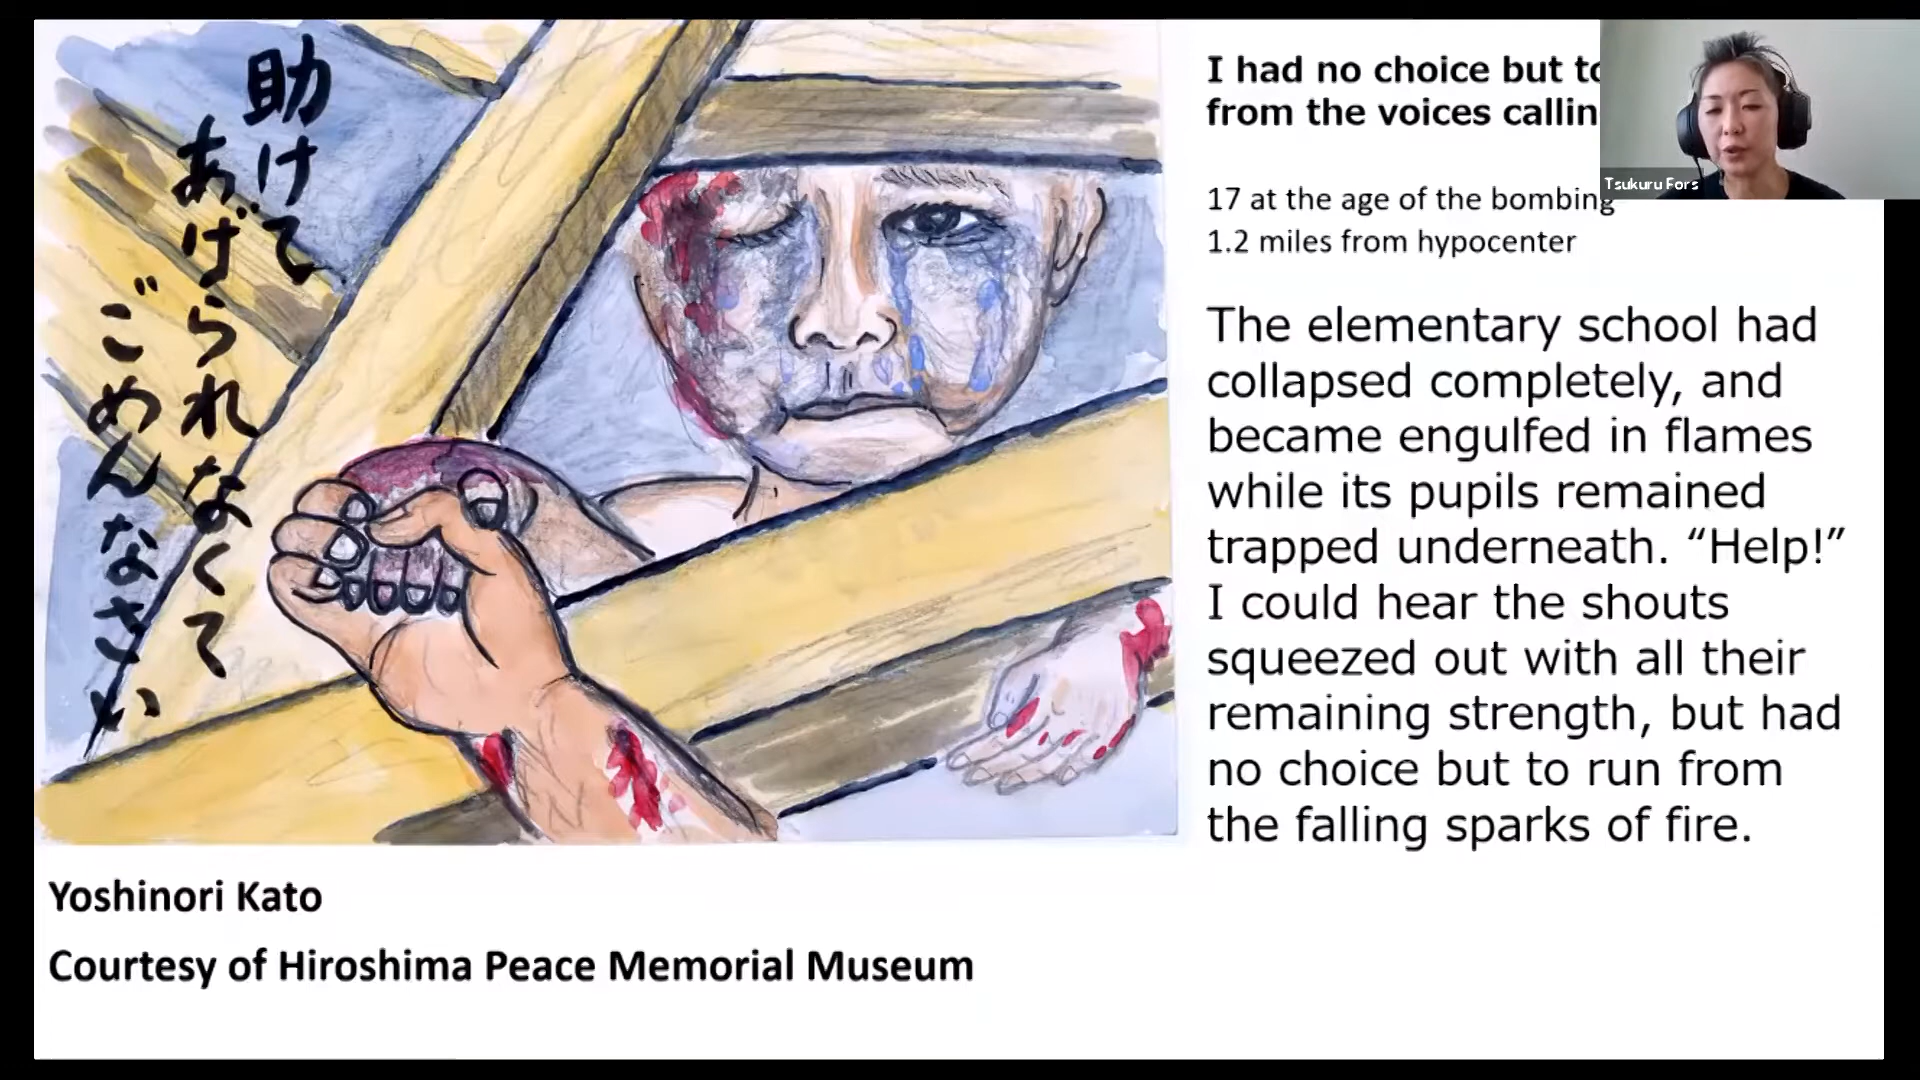 助けて
あげられなくて
ごめんなさい
I had no choice but
from the voices
Tsukuru Fors
17 at the age of the bombing
1.2 miles from hypocenter
The elementary school had
collapsed completely, and
became engulfed in flames
while its pupils remained
trapped underneath. “Help!”
I could hear the shouts
squeezed out with all their
remaining strength, but had
no choice but to run from
the falling sparks of fire.
Yoshinori Kato
Courtesy of Hiroshima Peace Memorial Museum